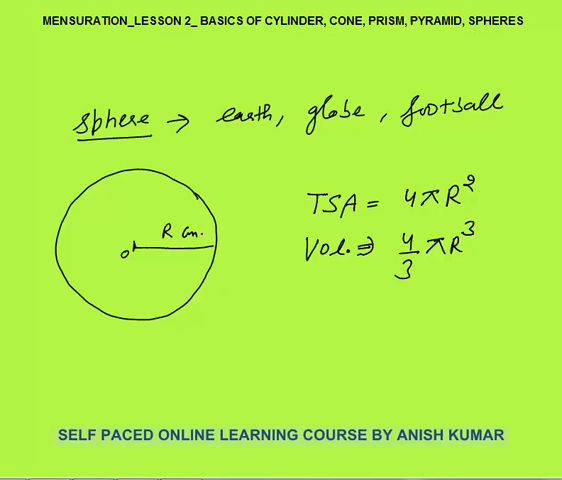 MENSURATION_LESSON 2_ BASICS OF CYLINDER, CONE, PRISM, PYRAMID, SPHERES
sphere → earth, globe, football
R cm.
O
TSA = 4πR²
Vol. ⇒ 4/3 πR³
SELF PACED ONLINE LEARNING COURSE BY ANISH KUMAR